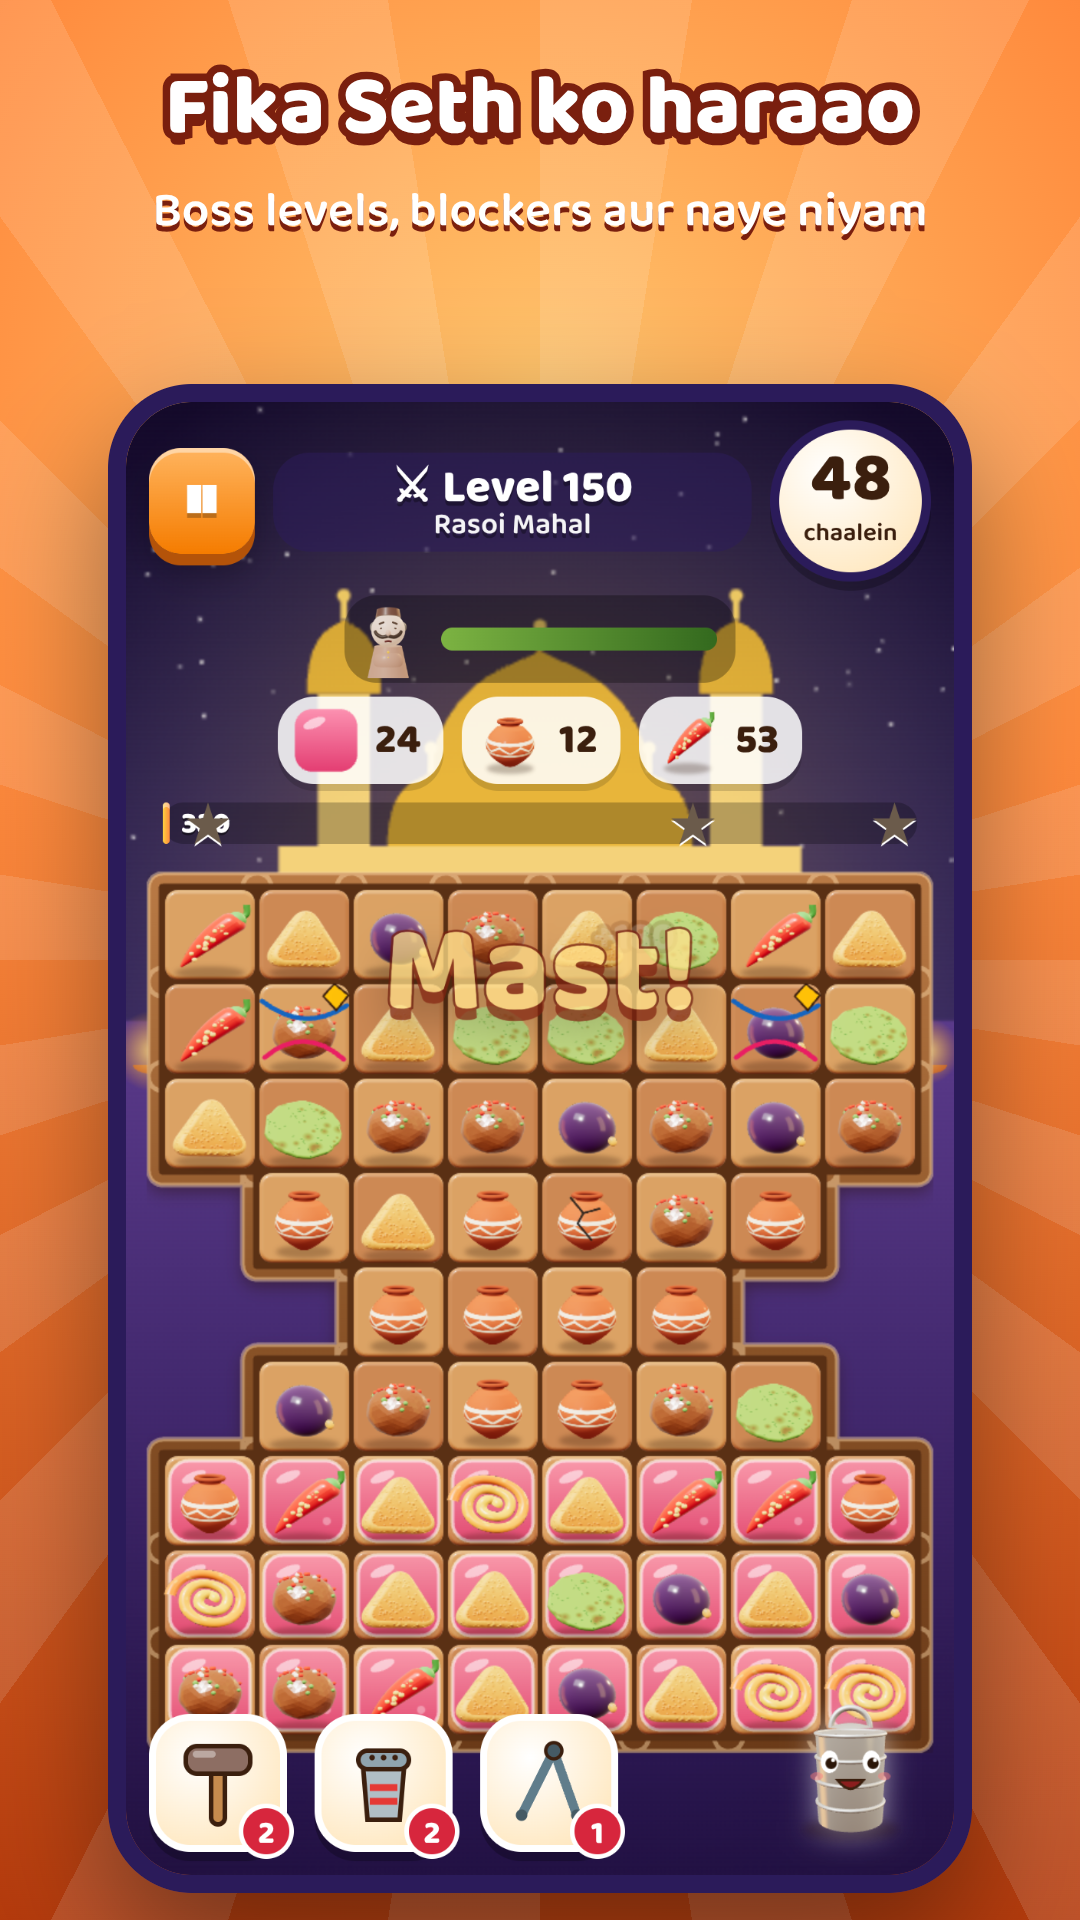 Fika Seth ko haraao
Boss levels, blockers aur naye niyam
Level 150
Rasoi Mahal
48
chaalein
24
12
53
Mast!
2
2
1